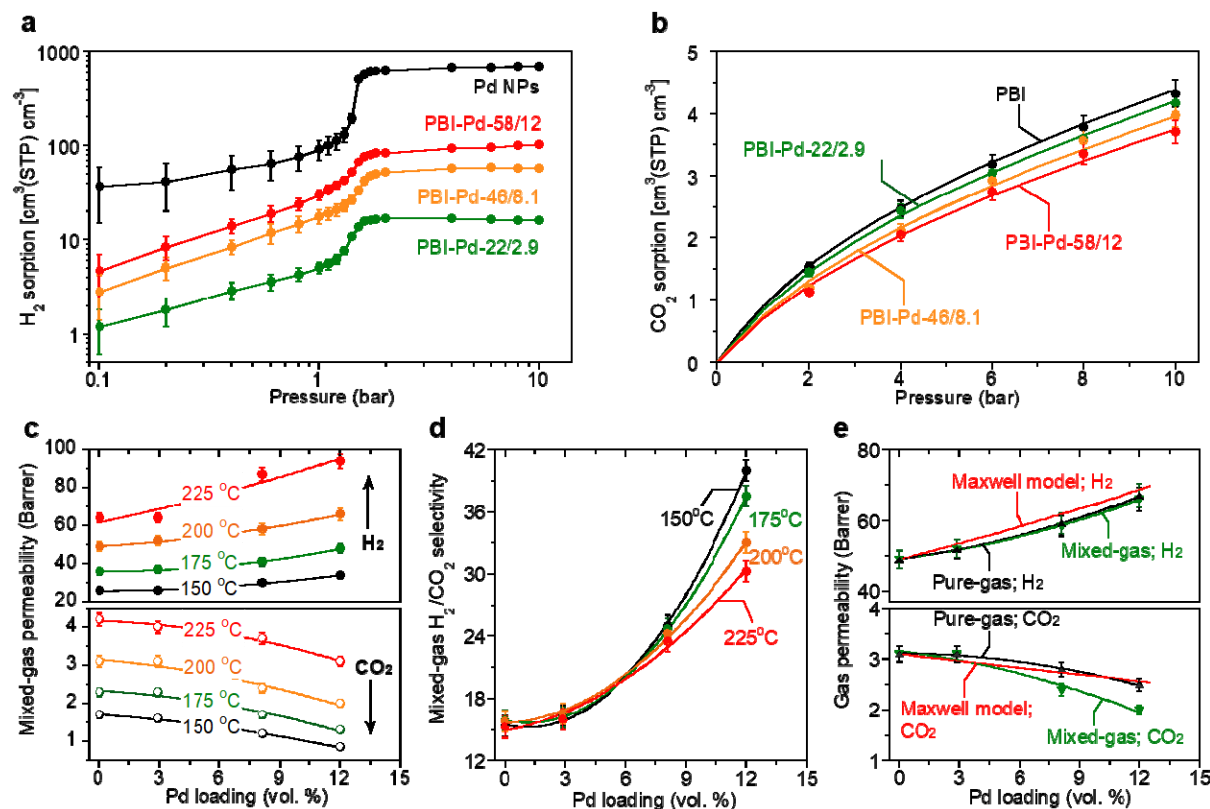 a
H2 sorption [cm3(STP) cm-3]
1000
100
10
1
0.1
1
10
Pressure (bar)
Pd NPs
PBI-Pd-58/12
PBI-Pd-46/8.1
PBI-Pd-22/2.9
b
CO2 sorption [cm3(STP) cm-3]
5
4
3
2
1
0
0
2
4
6
8
10
Pressure (bar)
PBI
PBI-Pd-22/2.9
PBI-Pd-58/12
PBI-Pd-46/8.1
c
Mixed-gas permeability (Barrer)
100
80
60
40
20
225 °C
200 °C
175 °C
150 °C
H2
4
3
2
1
225 °C
200 °C
175 °C
150 °C
CO2
0
3
6
9
12
15
Pd loading (vol. %)
d
Mixed-gas H2/CO2 selectivity
42
36
30
24
18
12
150°C
175°C
200°C
225°C
0
3
6
9
12
15
Pd loading (vol. %)
e
Gas permeability (Barrer)
80
60
40
Maxwell model; H2
Mixed-gas; H2
Pure-gas; H2
4
3
2
1
Pure-gas; CO2
Maxwell model;
CO2
Mixed-gas; CO2
0
3
6
9
12
15
Pd loading (vol. %)